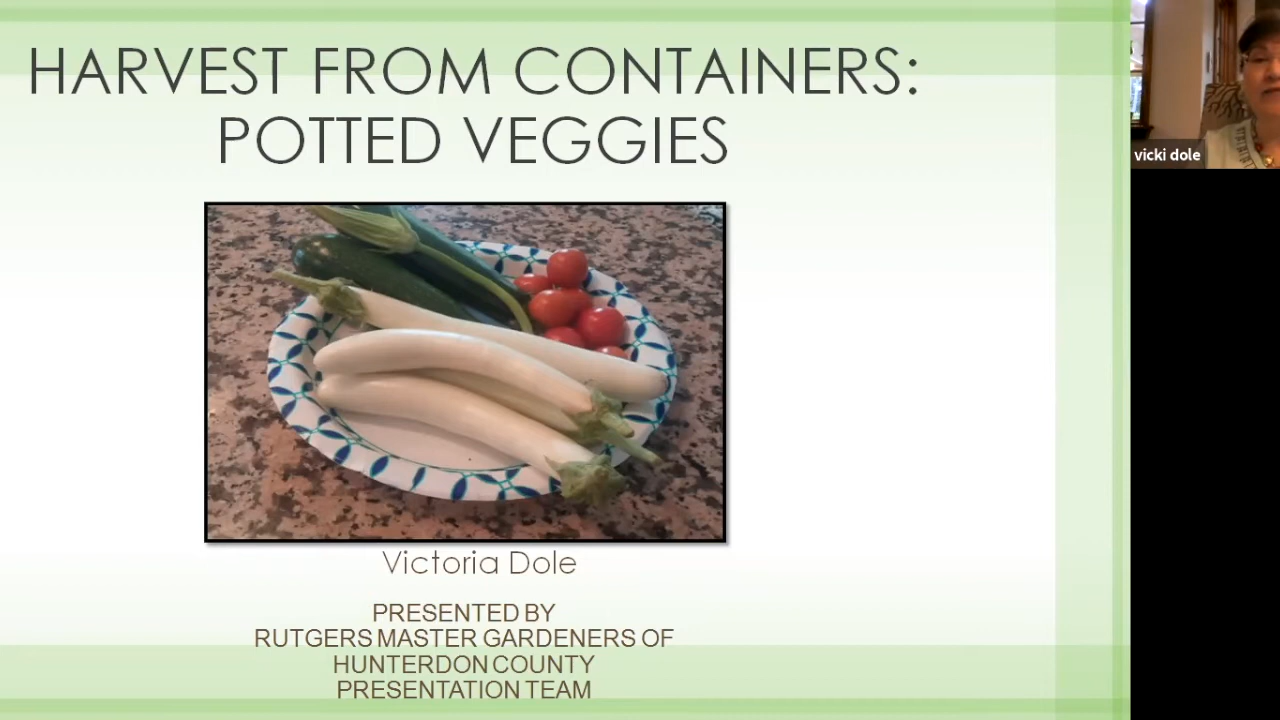 HARVEST FROM CONTAINERS:
POTTED VEGGIES
vicki dole
Victoria Dole
PRESENTED BY
RUTGERS MASTER GARDENERS OF
HUNTERDON COUNTY
PRESENTATION TEAM